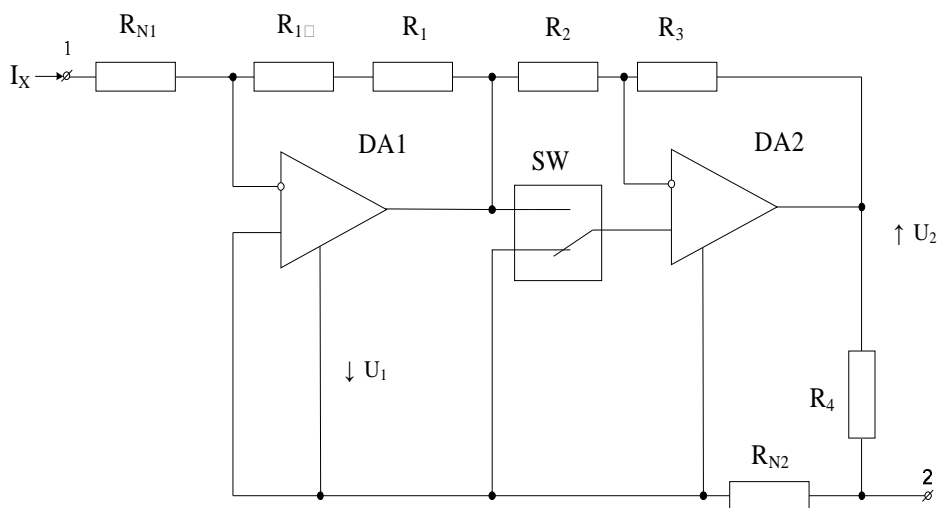 R_N1
R_1□
R_1
R_2
R_3
1
I_X
DA1
DA2
SW
↑ U_2
↓ U_1
R_4
R_N2
2